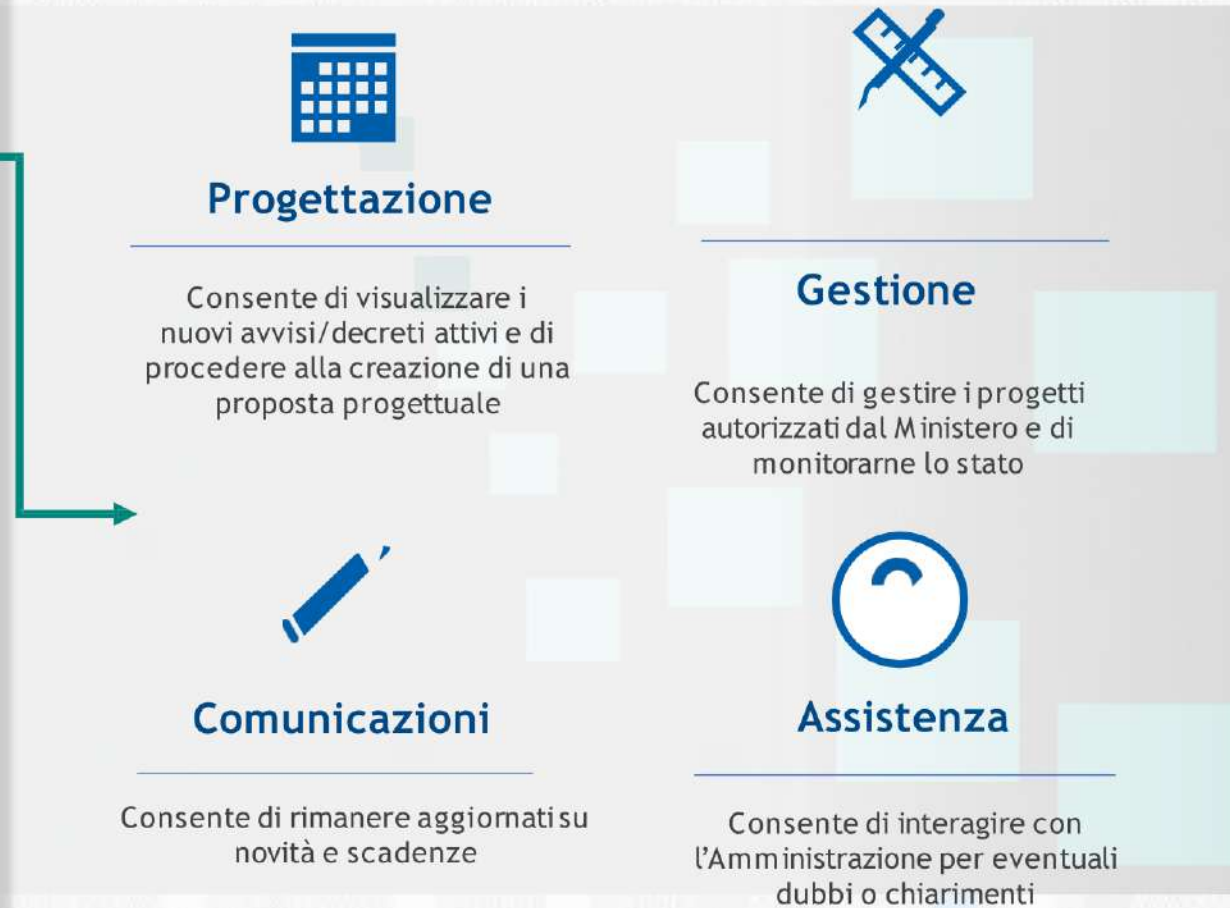 Progettazione
Consente di visualizzare i
nuovi avvisi/decreti attivi e di
procedere alla creazione di una
proposta progettuale
Gestione
Consente di gestire i progetti
autorizzati dal Ministero e di
monitorarne lo stato
Comunicazioni
Consente di rimanere aggiornati su
novità e scadenze
Assistenza
Consente di interagire con
l'Amministrazione per eventuali
dubbi o chiarimenti